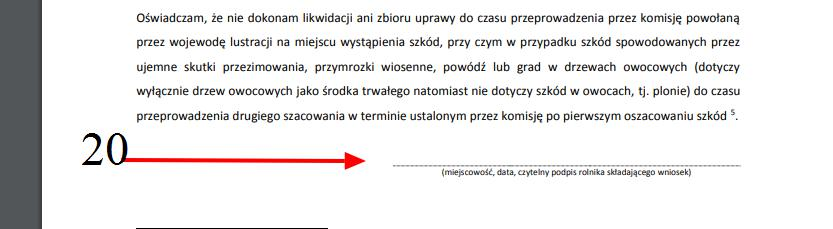 Oświadczam, że nie dokonam likwidacji ani zbioru uprawy do czasu przeprowadzenia przez komisję powołaną
przez wojewodę lustracji na miejscu wystąpienia szkód, przy czym w przypadku szkód spowodowanych przez
ujemne skutki przezimowania, przymrozki wiosenne, powódź lub grad w drzewach owocowych (dotyczy
wyłącznie drzew owocowych jako środka trwałego natomiast nie dotyczy szkód w owocach, tj. plonie) do czasu
przeprowadzenia drugiego szacowania w terminie ustalonym przez komisję po pierwszym oszacowaniu szkód ⁵.
20
(miejscowość, data, czytelny podpis rolnika składającego wniosek)